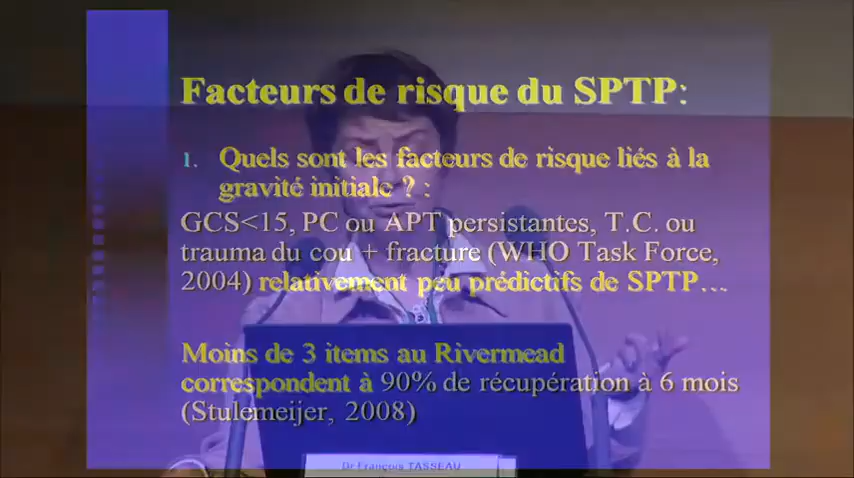 Facteurs de risque du SPTP:
1. Quels sont les facteurs de risque liés à la
gravité initiale ? :
GCS<15, PC ou APT persistantes, T.C. ou
trauma du cou + fracture (WHO Task Force,
2004) relativement peu prédictifs de SPTP…
Moins de 3 items au Rivermead
correspondent à 90% de récupération à 6 mois
(Stulemeijer, 2008)
Dr François TASSEAU